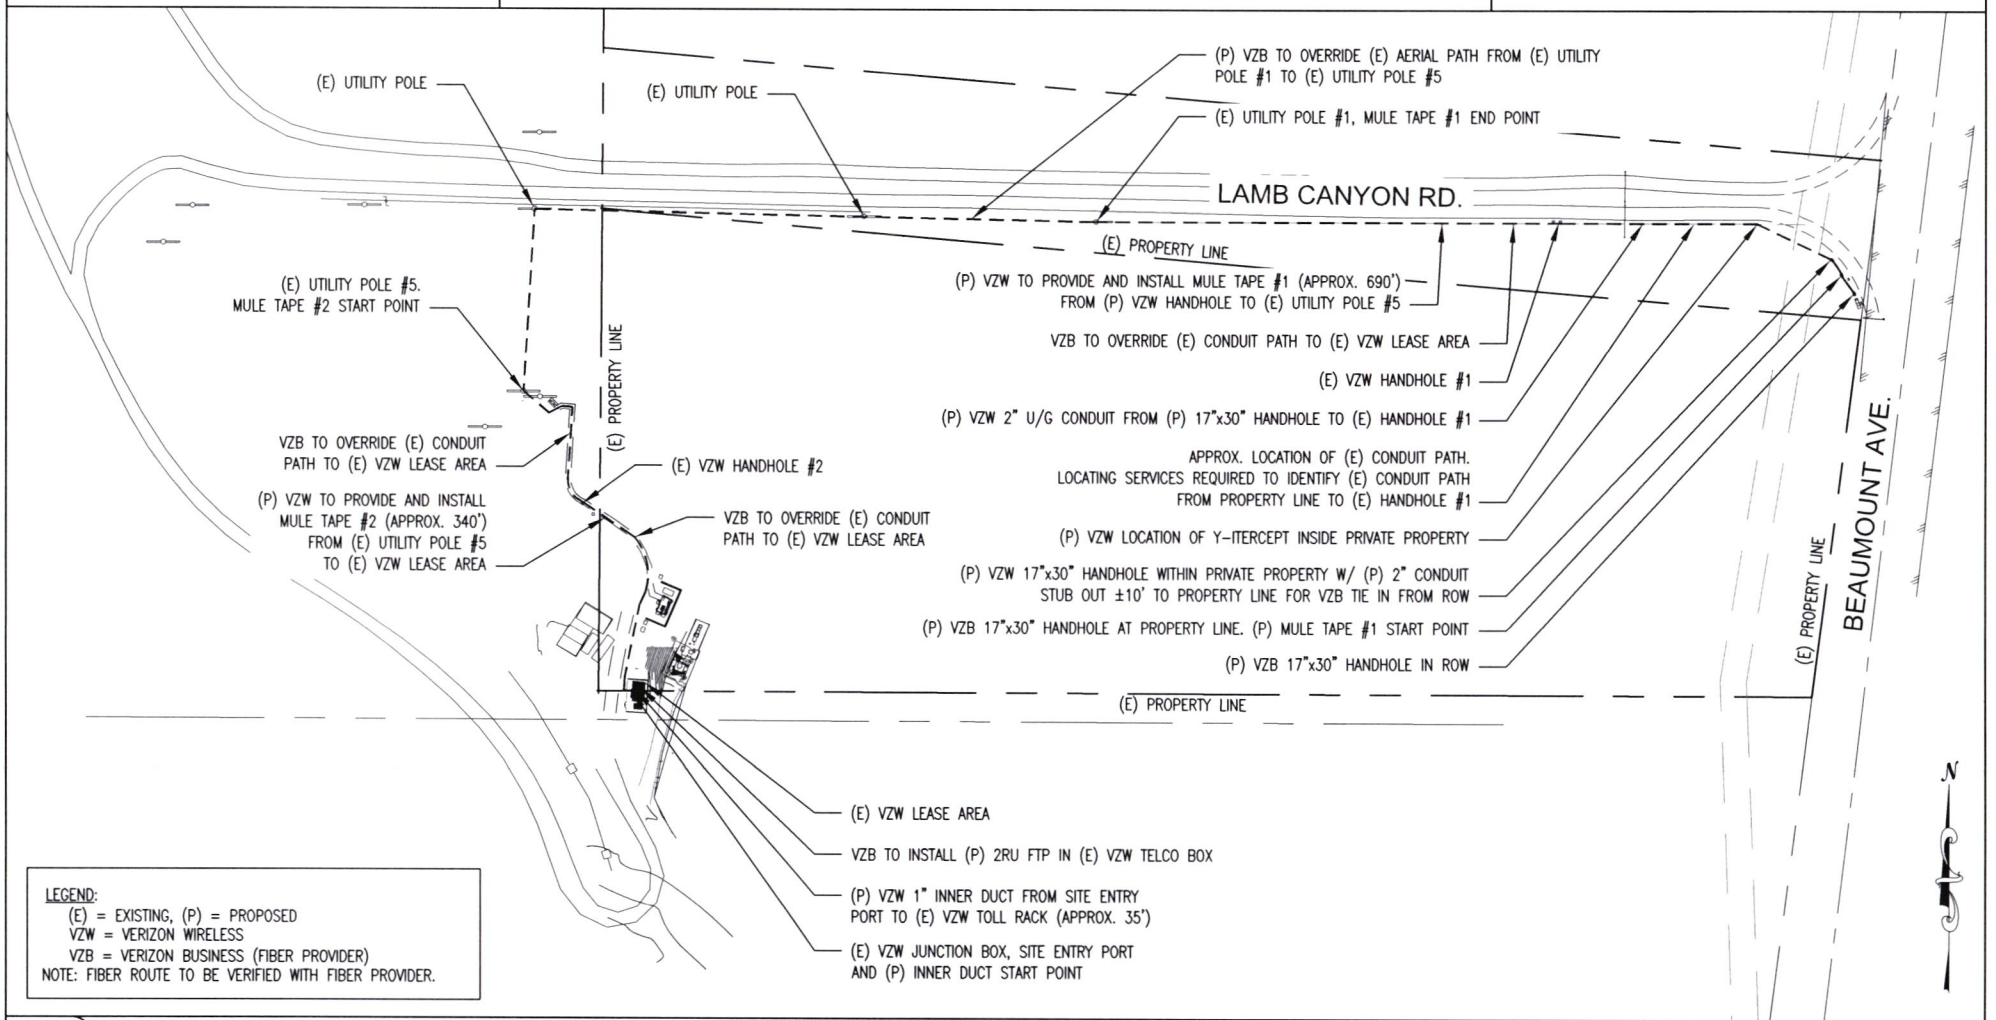 (P) VZB TO OVERRIDE (E) AERIAL PATH FROM (E) UTILITY
POLE #1 TO (E) UTILITY POLE #5
(E) UTILITY POLE
(E) UTILITY POLE
(E) UTILITY POLE #1, MULE TAPE #1 END POINT
LAMB CANYON RD.
(E) PROPERTY LINE
(E) UTILITY POLE #5.
MULE TAPE #2 START POINT
(P) VZW TO PROVIDE AND INSTALL MULE TAPE #1 (APPROX. 690')
FROM (P) VZW HANDHOLE TO (E) UTILITY POLE #5
VZB TO OVERRIDE (E) CONDUIT PATH TO (E) VZW LEASE AREA
(E) PROPERTY LINE
(E) VZW HANDHOLE #1
(P) VZW 2" U/G CONDUIT FROM (P) 17"x30" HANDHOLE TO (E) HANDHOLE #1
VZB TO OVERRIDE (E) CONDUIT
PATH TO (E) VZW LEASE AREA
(E) VZW HANDHOLE #2
APPROX. LOCATION OF (E) CONDUIT PATH.
LOCATING SERVICES REQUIRED TO IDENTIFY (E) CONDUIT PATH
FROM PROPERTY LINE TO (E) HANDHOLE #1
(P) VZW TO PROVIDE AND INSTALL
MULE TAPE #2 (APPROX. 340')
FROM (E) UTILITY POLE #5
TO (E) VZW LEASE AREA
VZB TO OVERRIDE (E) CONDUIT
PATH TO (E) VZW LEASE AREA
(P) VZW LOCATION OF Y-ITERCEPT INSIDE PRIVATE PROPERTY
(P) VZW 17"x30" HANDHOLE WITHIN PRIVATE PROPERTY W/ (P) 2" CONDUIT
STUB OUT ±10' TO PROPERTY LINE FOR VZB TIE IN FROM ROW
(P) VZB 17"x30" HANDHOLE AT PROPERTY LINE. (P) MULE TAPE #1 START POINT
(P) VZB 17"x30" HANDHOLE IN ROW
(E) PROPERTY LINE
BEAUMOUNT AVE.
(E) PROPERTY LINE
(E) VZW LEASE AREA
VZB TO INSTALL (P) 2RU FTP IN (E) VZW TELCO BOX
(P) VZW 1" INNER DUCT FROM SITE ENTRY
PORT TO (E) VZW TOLL RACK (APPROX. 35')
(E) VZW JUNCTION BOX, SITE ENTRY PORT
AND (P) INNER DUCT START POINT
N
LEGEND:
(E) = EXISTING, (P) = PROPOSED
VZW = VERIZON WIRELESS
VZB = VERIZON BUSINESS (FIBER PROVIDER)
NOTE: FIBER ROUTE TO BE VERIFIED WITH FIBER PROVIDER.